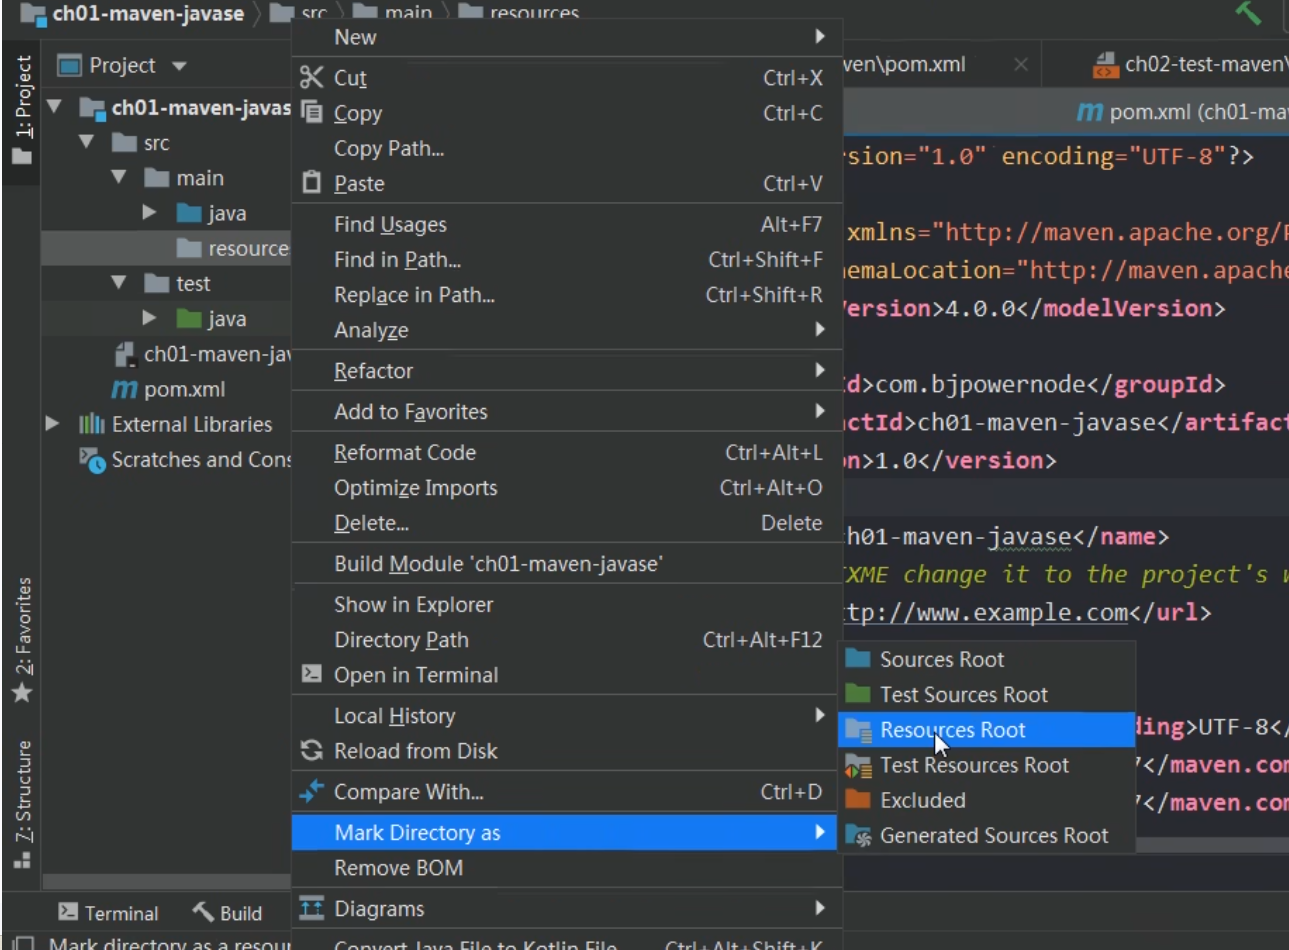 ch01-maven-javase src main resources
1: Project
Project
ven\pom.xml
ch02-test-maven\
pom.xml (ch01-ma
ch01-maven-javas
src
main
java
resource
test
java
ch01-maven-ja
pom.xml
External Libraries
Scratches and Con
2: Favorites
Z: Structure
New
Cut Ctrl+X
Copy Ctrl+C
Copy Path...
Paste Ctrl+V
Find Usages Alt+F7
Find in Path... Ctrl+Shift+F
Replace in Path... Ctrl+Shift+R
Analyze
Refactor
Add to Favorites
Reformat Code Ctrl+Alt+L
Optimize Imports Ctrl+Alt+O
Delete... Delete
Build Module 'ch01-maven-javase'
Show in Explorer
Directory Path Ctrl+Alt+F12
Open in Terminal
Local History
Reload from Disk
Compare With... Ctrl+D
Mark Directory as
Remove BOM
Diagrams
Convert Java File to Kotlin File Ctrl+Alt+Shift+K
Sources Root
Test Sources Root
Resources Root
Test Resources Root
Excluded
Generated Sources Root
rsion="1.0" encoding="UTF-8"?>
xmlns="http://maven.apache.org/
emaLocation="http://maven.apache
ersion>4.0.0</modelVersion>
d>com.bjpowernode</groupId>
ctId>ch01-maven-javase</artifact
n>1.0</version>
h01-maven-javase</name>
XME change it to the project's w
tp://www.example.com</url>
ding>UTF-8</
</maven.com
</maven.com
Terminal Build
Mark directory as a resour